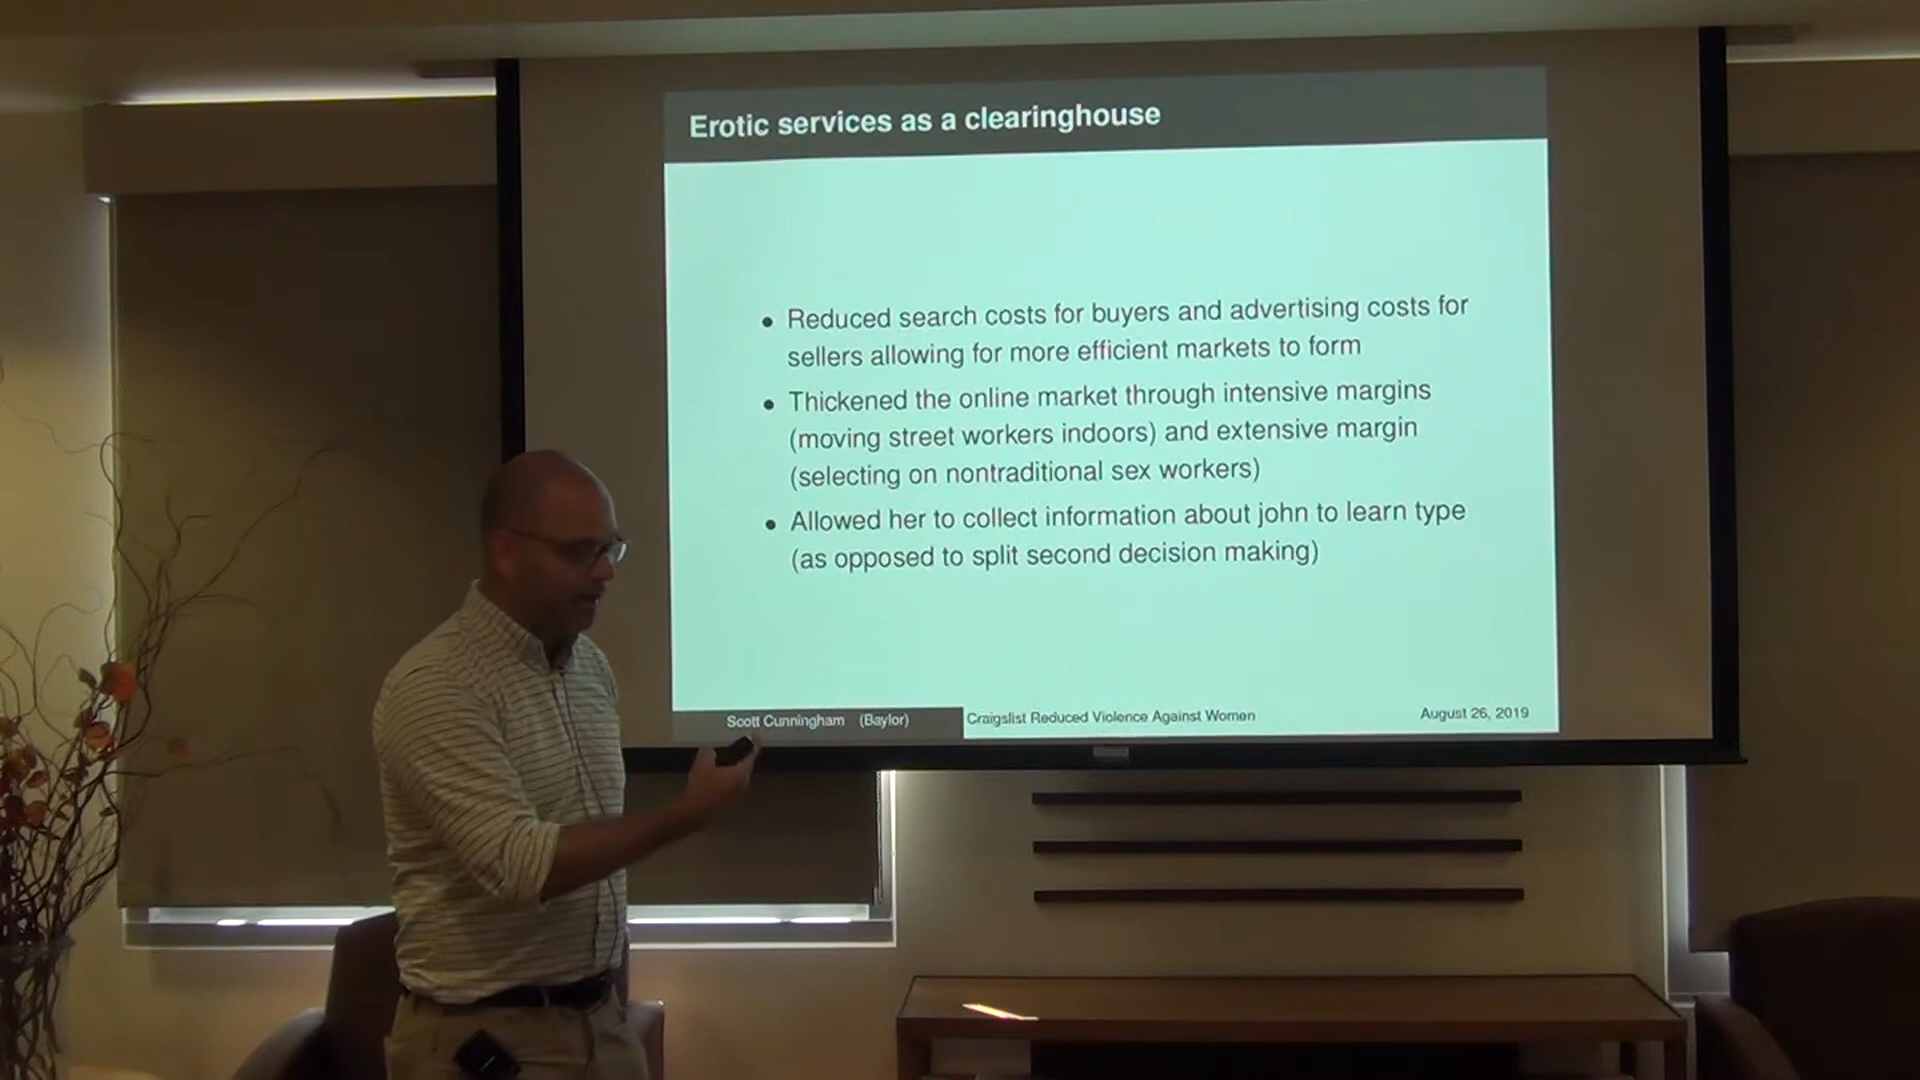 Erotic services as a clearinghouse
• Reduced search costs for buyers and advertising costs for
sellers allowing for more efficient markets to form
• Thickened the online market through intensive margins
(moving street workers indoors) and extensive margin
(selecting on nontraditional sex workers)
• Allowed her to collect information about john to learn type
(as opposed to split second decision making)
Scott Cunningham (Baylor) Craigslist Reduced Violence Against Women August 26, 2019